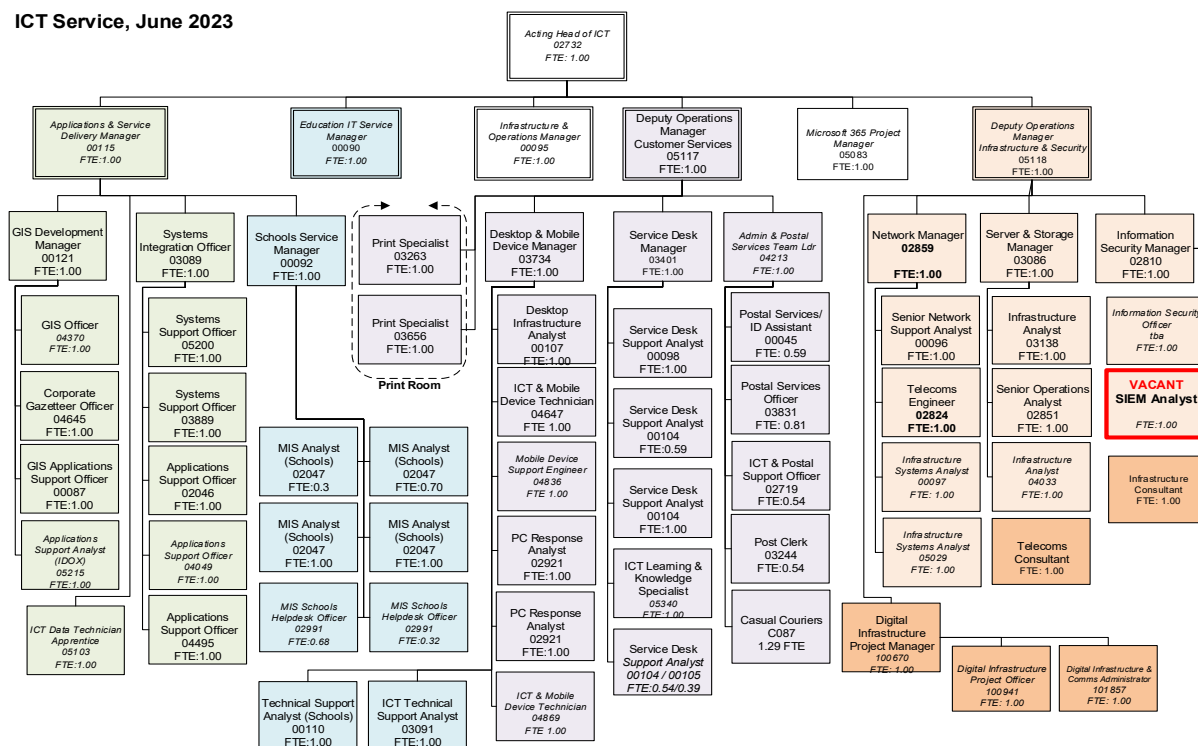 ICT Service, June 2023
Acting Head of ICT
02732
FTE: 1.00
Applications & Service
Delivery Manager
00115
FTE:1.00
Education IT Service
Manager
00090
FTE:1.00
Infrastructure &
Operations Manager
00095
FTE:1.00
Deputy Operations
Manager
Customer Services
05117
FTE:1.00
Microsoft 365 Project
Manager
05083
FTE:1.00
Deputy Operations
Manager
Infrastructure & Security
05118
FTE:1.00
GIS Development
Manager
00121
FTE:1.00
Systems
Integration Officer
03089
FTE:1.00
Schools Service
Manager
00092
FTE:1.00
Print Specialist
03263
FTE:1.00
Desktop & Mobile
Device Manager
03734
FTE:1.00
Service Desk
Manager
03401
FTE:1.00
Admin & Postal
Services Team Ldr
04213
FTE:1.00
Network Manager
02859
FTE:1.00
Server & Storage
Manager
03086
FTE:1.00
Information
Security Manager
02810
FTE:1.00
GIS Officer
04370
FTE:1.00
Corporate
Gazetteer Officer
04645
FTE:1.00
GIS Applications
Support Officer
00087
FTE:1.00
Applications
Support Analyst
(IDOX)
05215
FTE:1.00
ICT Data Technician
Apprentice
05103
FTE:1.00
Systems
Support Officer
05200
FTE:1.00
Systems
Support Officer
03889
FTE:1.00
Applications
Support Officer
02046
FTE:1.00
Applications
Support Officer
04049
FTE:1.00
Applications
Support Officer
04495
FTE:1.00
MIS Analyst
(Schools)
02047
FTE:0.3
MIS Analyst
(Schools)
02047
FTE:0.70
MIS Analyst
(Schools)
02047
FTE:1.00
MIS Analyst
(Schools)
02047
FTE:1.00
MIS Schools
Helpdesk Officer
02991
FTE:0.68
MIS Schools
Helpdesk Officer
02991
FTE:0.32
Technical Support
Analyst (Schools)
00110
FTE:1.00
ICT Technical
Support Analyst
03091
FTE:1.00
Print Specialist
03656
FTE:1.00
Print Room
Desktop
Infrastructure
Analyst
00107
FTE:1.00
ICT & Mobile
Device Technician
04647
FTE:1.00
Mobile Device
Support Engineer
04836
FTE 1.00
PC Response
Analyst
02921
FTE:1.00
PC Response
Analyst
02921
FTE:1.00
ICT & Mobile
Device Technician
04869
FTE:1.00
Service Desk
Support Analyst
00098
FTE:1.00
Service Desk
Support Analyst
00104
FTE:0.59
Service Desk
Support Analyst
00104
FTE:1.00
ICT Learning &
Knowledge
Specialist
05340
FTE:1.00
Service Desk
Support Analyst
00104 / 00105
FTE:0.54/0.39
Postal Services/
ID Assistant
00045
FTE: 0.59
Postal Services
Officer
03831
FTE: 0.81
ICT & Postal
Support Officer
02719
FTE:0.54
Post Clerk
03244
FTE:0.54
Casual Couriers
C087
1.29 FTE
Senior Network
Support Analyst
00096
FTE:1.00
Telecoms
Engineer
02824
FTE:1.00
Infrastructure
Systems Analyst
00097
FTE: 1.00
Infrastructure
Systems Analyst
05029
FTE: 1.00
Infrastructure
Analyst
03138
FTE:1.00
Senior Operations
Analyst
02851
FTE: 1.00
Infrastructure
Analyst
04033
FTE:1.00
Telecoms
Consultant
FTE: 1.00
Information Security
Officer
tba
FTE:1.00
VACANT
SIEM Analyst
FTE:1.00
Infrastructure
Consultant
FTE: 1.00
Digital
Infrastructure
Project Manager
100670
FTE: 1.00
Digital Infrastructure
Project Officer
100941
FTE: 1.00
Digital Infrastructure &
Comms Administrator
101857
FTE: 1.00